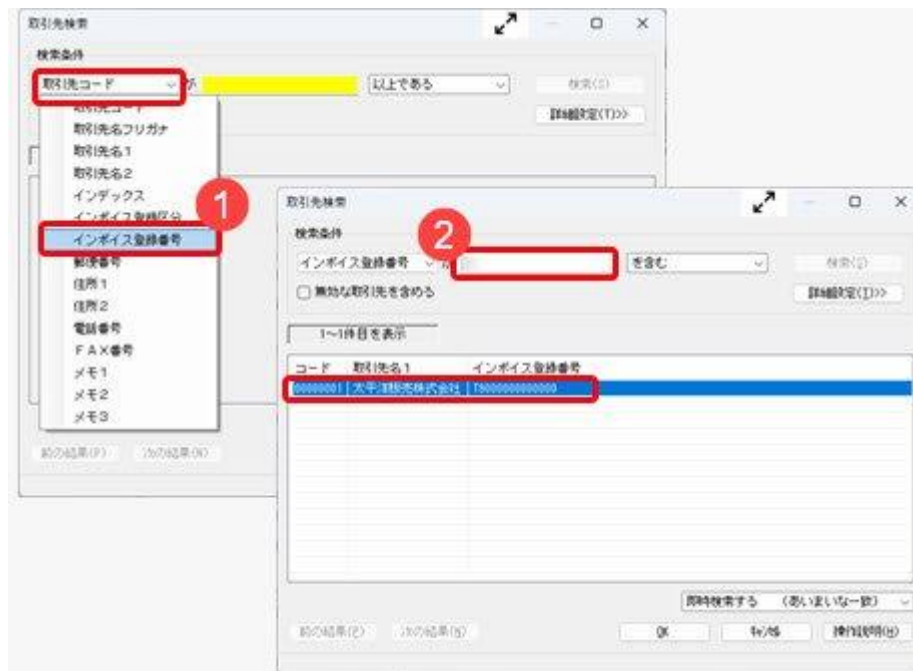 取引先検索
検索条件
取引先コード が 以上である 検索(S)
詳細設定(T)>>
取引先コード
取引先名フリガナ
取引先名1
取引先名2
インデックス
インボイス登録区分
インボイス登録番号
郵便番号
住所1
住所2
電話番号
FAX番号
メモ1
メモ2
メモ3
前の結果(P) 次の結果(N)
1
取引先検索
検索条件
2
インボイス登録番号 が を含む 検索(S)
無効な取引先を含める 詳細設定(T)>>
1~1件目を表示
コード 取引先名1 インボイス登録番号
太平洋販売株式会社
即時検索する (あいまいな一致)
前の結果(P) 次の結果(N) OK キャンセル 操作説明(H)